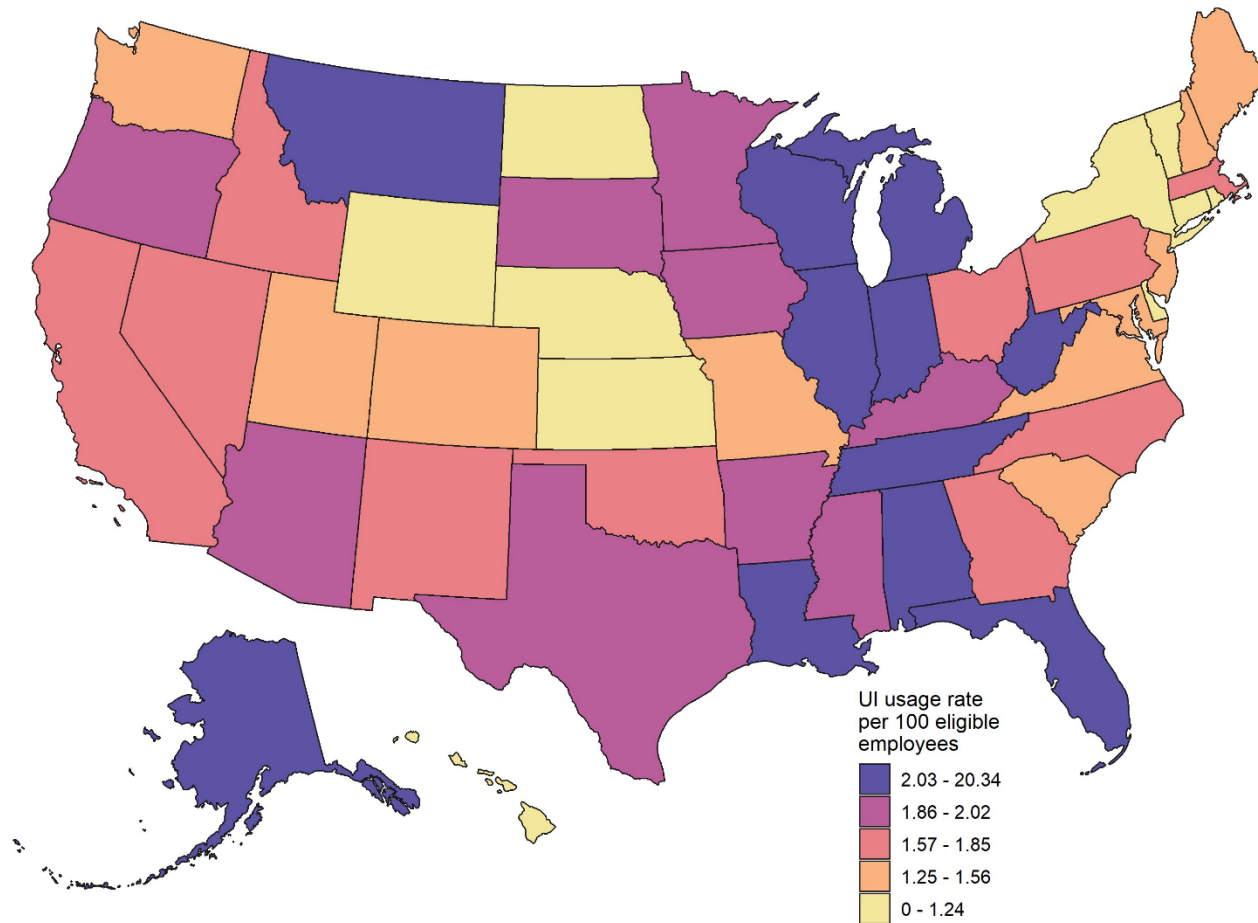 UI usage rate
per 100 eligible
employees
2.03 - 20.34
1.86 - 2.02
1.57 - 1.85
1.25 - 1.56
0 - 1.24